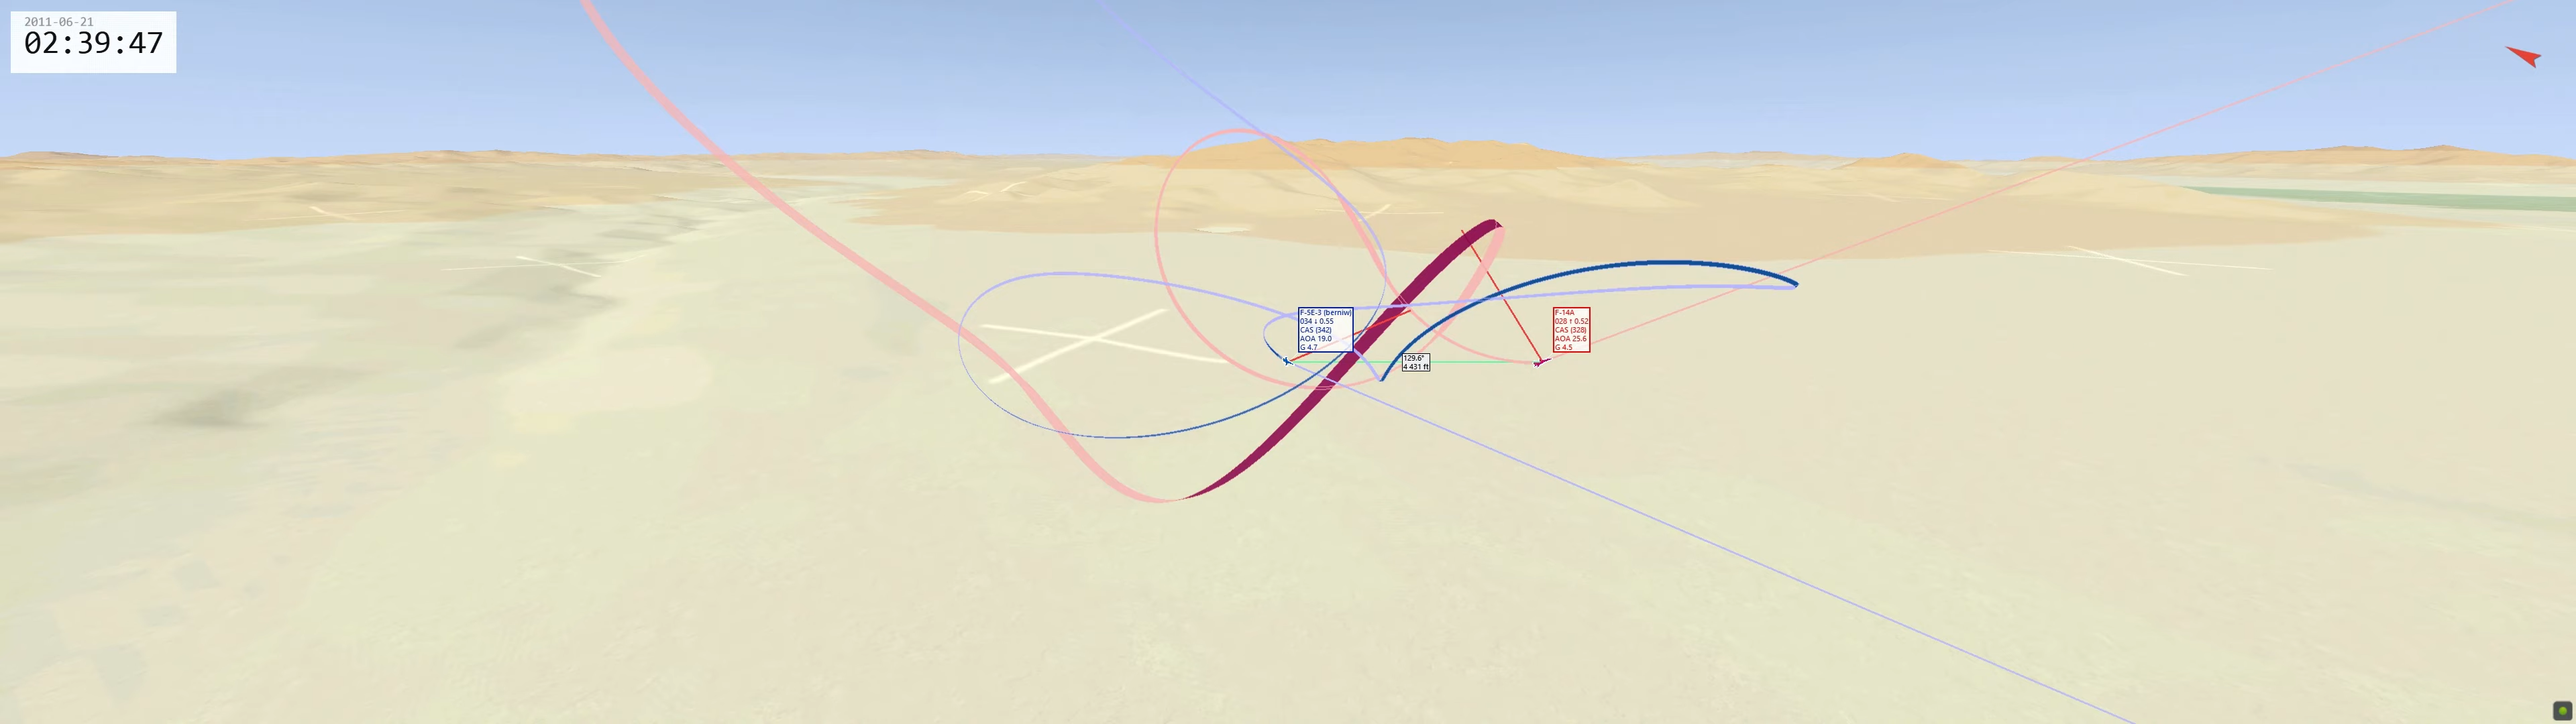 2011-06-21
02:39:47
F-5E-3 (berniw)
034 ↓ 0.55
CAS (342)
AOA 19.0
G 4.7
F-14A
028 ↑ 0.52
CAS (328)
AOA 25.6
G 4.5
129.6°
4 431 ft